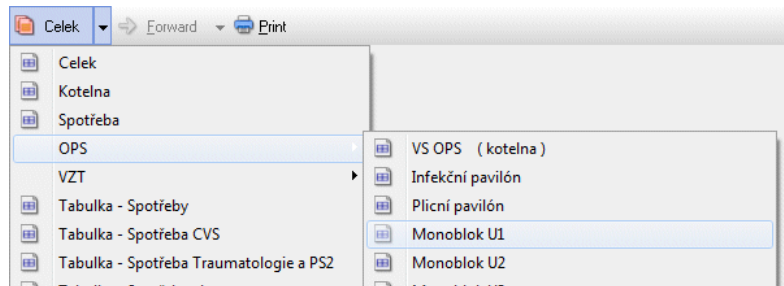 Celek Forward Print
Celek
Kotelna
Spotřeba
OPS
VZT
Tabulka - Spotřeby
Tabulka - Spotřeba CVS
Tabulka - Spotřeba Traumatologie a PS2
VS OPS ( kotelna )
Infekční pavilón
Plicní pavilón
Monoblok U1
Monoblok U2